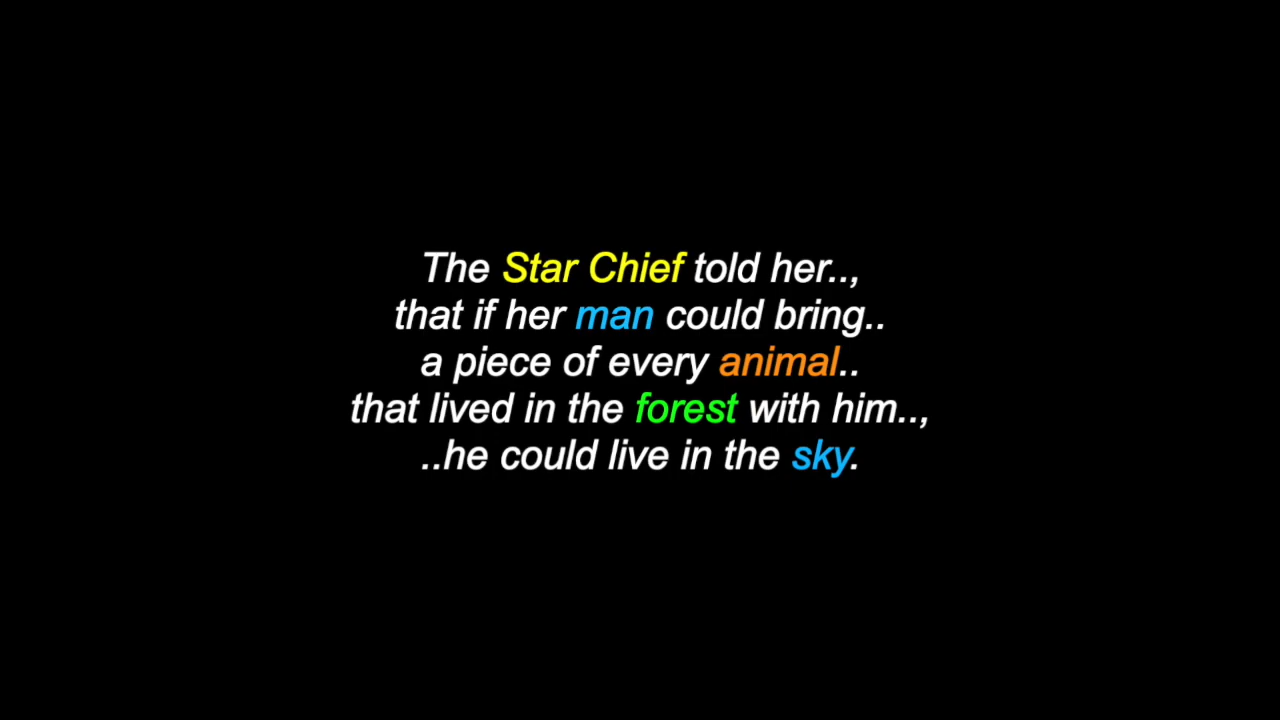 The Star Chief told her..,
that if her man could bring..
a piece of every animal..
that lived in the forest with him..,
..he could live in the sky.